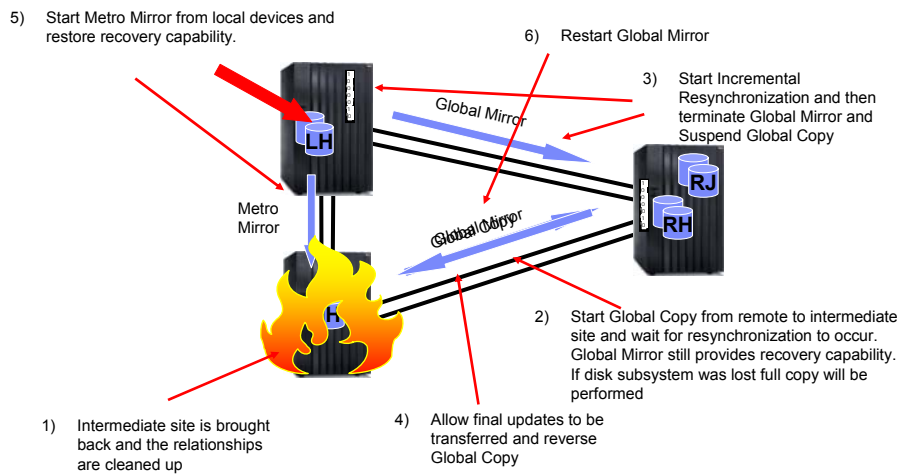 5) Start Metro Mirror from local devices and
restore recovery capability.
6) Restart Global Mirror
3) Start Incremental
Resynchronization and then
terminate Global Mirror and
Suspend Global Copy
Global Mirror
LH
RJ
RH
Metro
Mirror
Global Mirror
Global Copy
H
2) Start Global Copy from remote to intermediate
site and wait for resynchronization to occur.
Global Mirror still provides recovery capability.
If disk subsystem was lost full copy will be
performed
4) Allow final updates to be
transferred and reverse
Global Copy
1) Intermediate site is brought
back and the relationships
are cleaned up